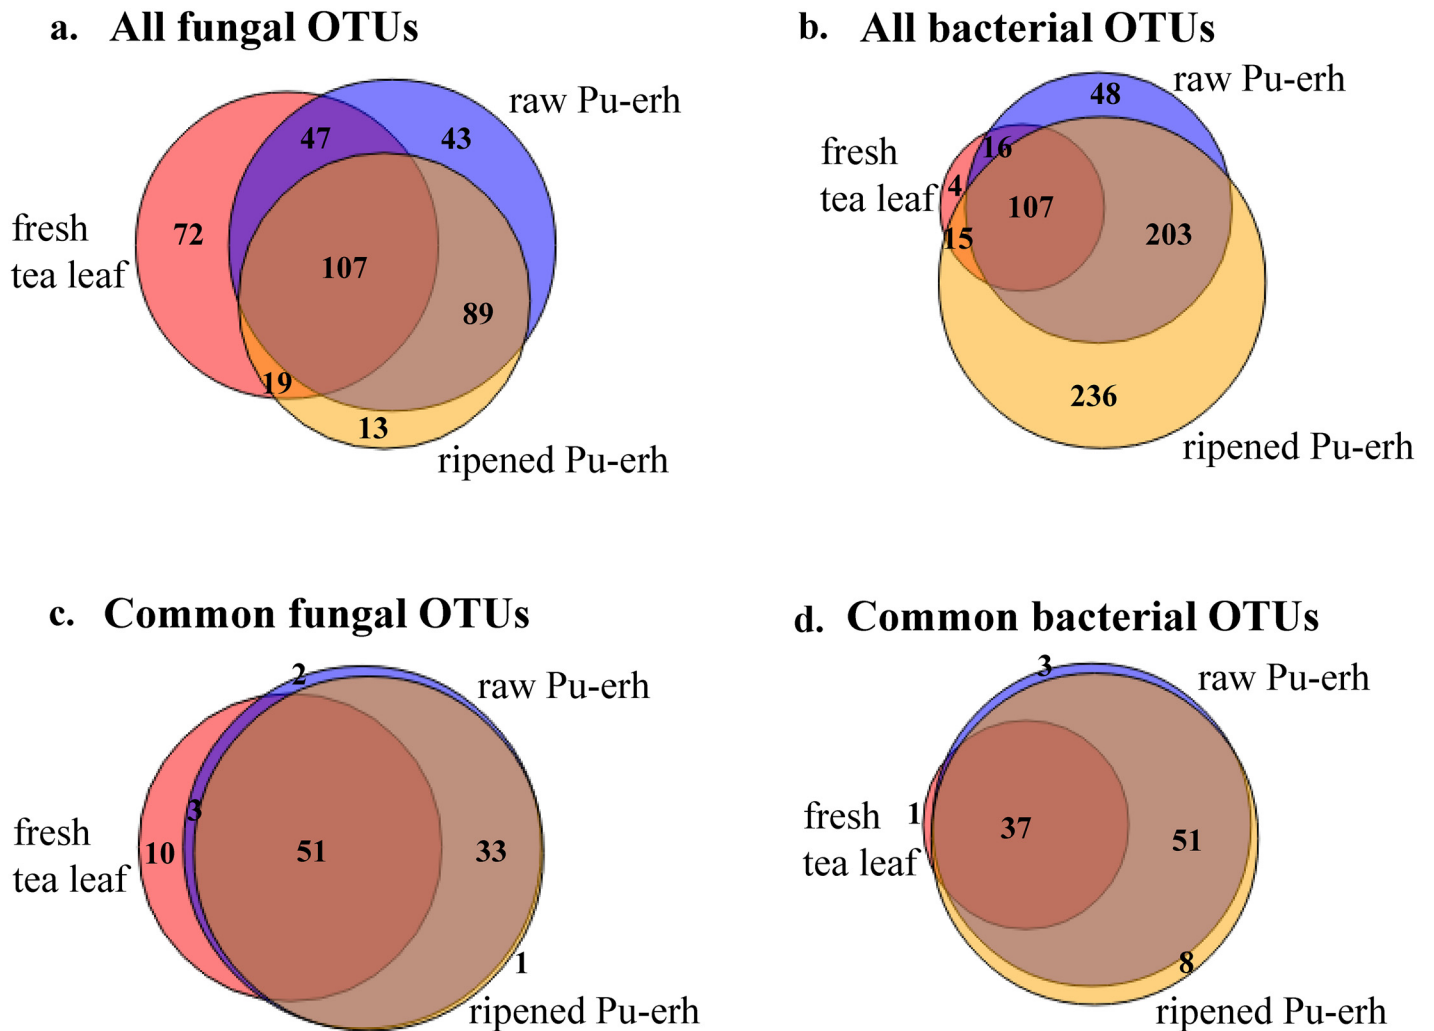 a. All fungal OTUs
raw Pu-erh
47
43
fresh
tea leaf
72
107
89
19
13
ripened Pu-erh
b. All bacterial OTUs
raw Pu-erh
48
fresh
tea leaf
16
4
107
203
15
236
ripened Pu-erh
c. Common fungal OTUs
2
raw Pu-erh
3
fresh
tea leaf
10
51
33
1
ripened Pu-erh
d. Common bacterial OTUs
3
raw Pu-erh
fresh
tea leaf
1
37
51
8
ripened Pu-erh